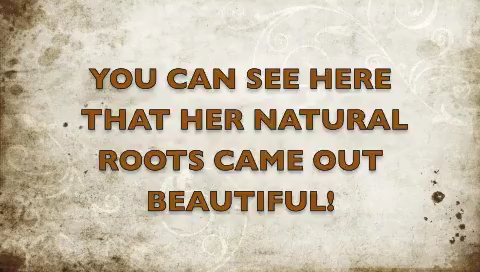 YOU CAN SEE HERE
THAT HER NATURAL
ROOTS CAME OUT
BEAUTIFUL!